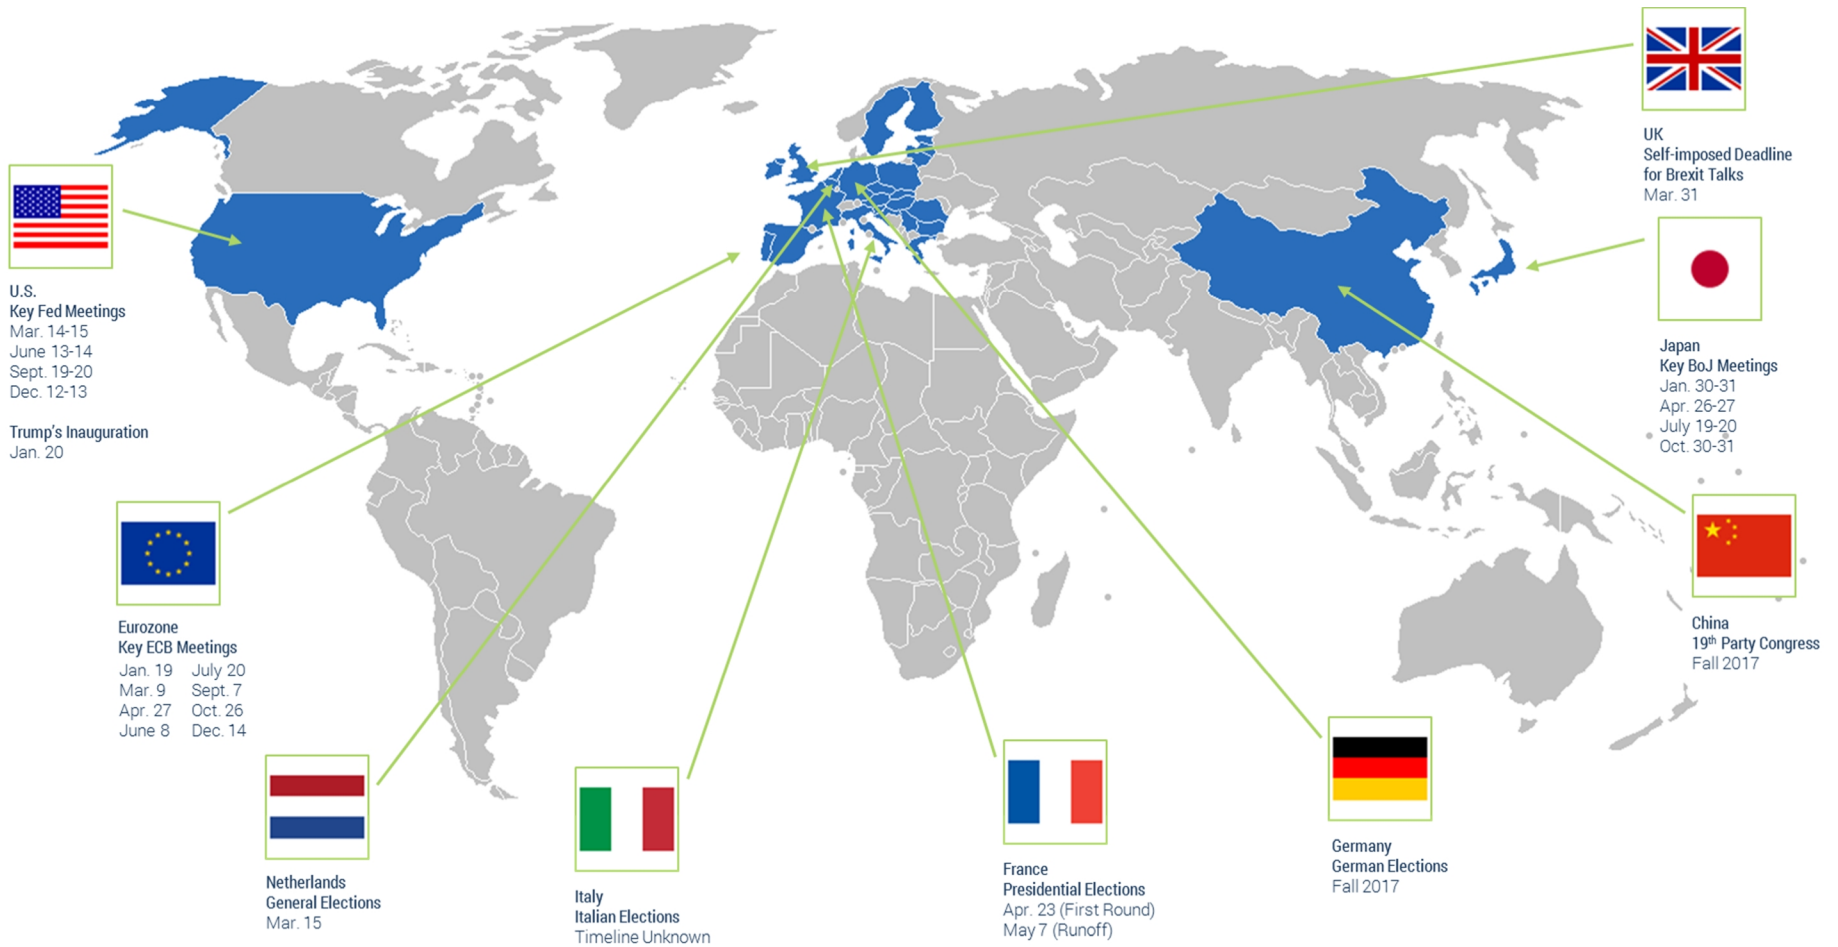 UK
Self-imposed Deadline
for Brexit Talks
Mar. 31
U.S.
Key Fed Meetings
Mar. 14-15
June 13-14
Sept. 19-20
Dec. 12-13
Trump's Inauguration
Jan. 20
Japan
Key BoJ Meetings
Jan. 30-31
Apr. 26-27
July 19-20
Oct. 30-31
Eurozone
Key ECB Meetings
Jan. 19 July 20
Mar. 9 Sept. 7
Apr. 27 Oct. 26
June 8 Dec. 14
China
19th Party Congress
Fall 2017
Netherlands
General Elections
Mar. 15
Italy
Italian Elections
Timeline Unknown
France
Presidential Elections
Apr. 23 (First Round)
May 7 (Runoff)
Germany
German Elections
Fall 2017